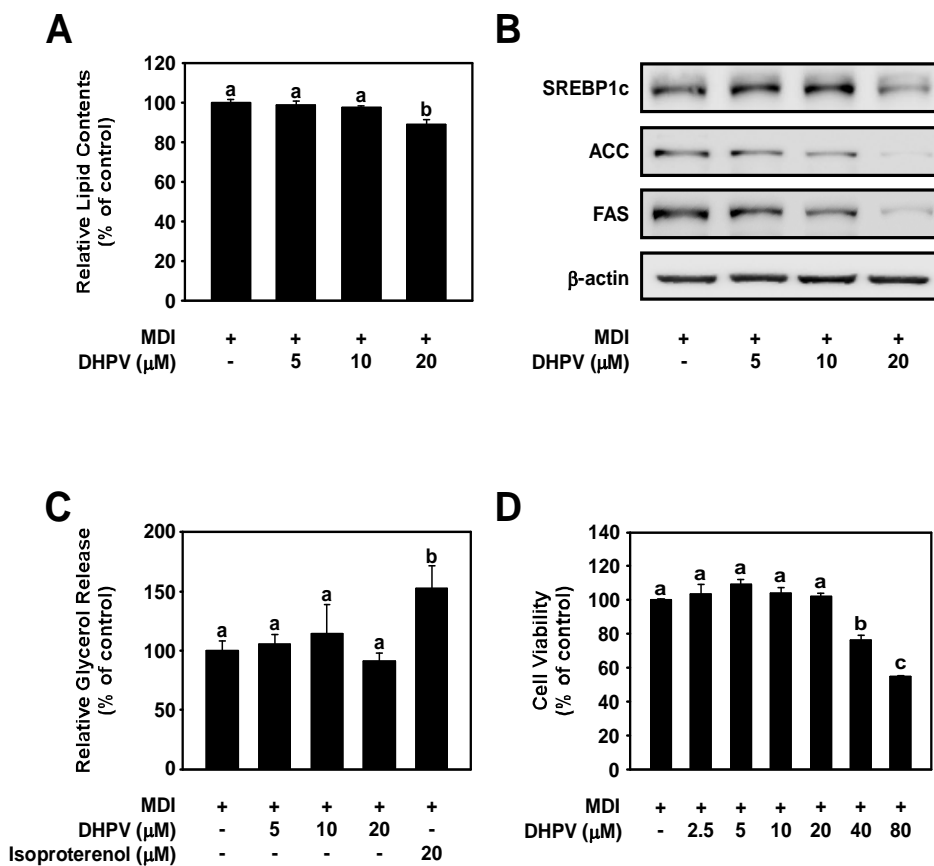 A
Relative Lipid Contents
(% of control)
120
100
80
60
40
20
0
a a a b
MDI + + + +
DHPV (μM) - 5 10 20
B
SREBP1c
ACC
FAS
β-actin
MDI + + + +
DHPV (μM) - 5 10 20
C
Relative Glycerol Release
(% of control)
200
150
100
50
0
a a a a b
MDI + + + + +
DHPV (μM) - 5 10 20 -
Isoproterenol (μM) - - - - 20
D
Cell Viability
(% of control)
140
120
100
80
60
40
20
0
a a a a a b c
MDI + + + + + + +
DHPV (μM) - 2.5 5 10 20 40 80